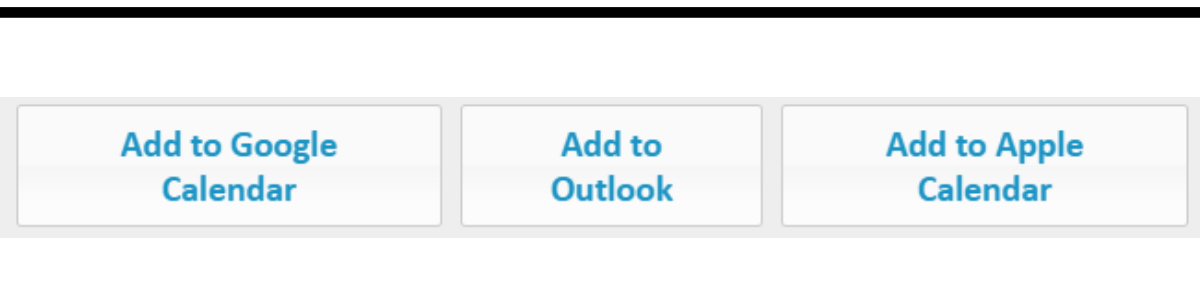 Add to Google
Calendar
Add to
Outlook
Add to Apple
Calendar